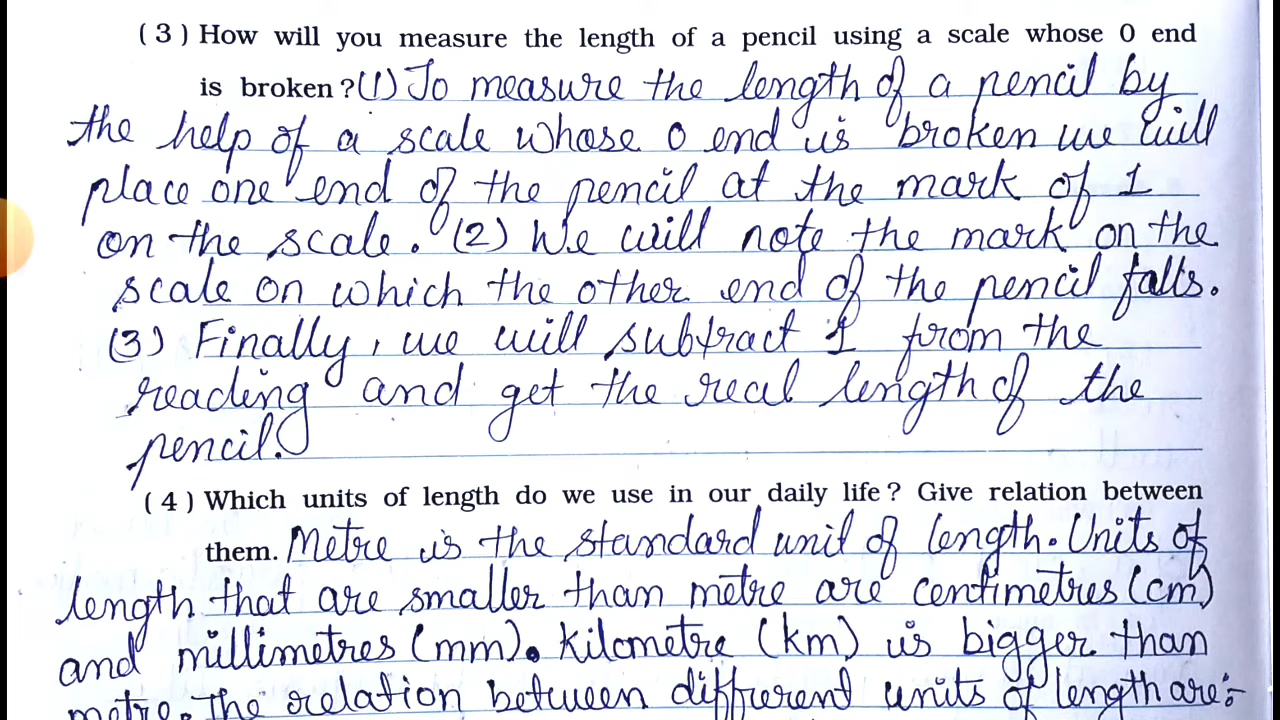 ( 3 ) How will you measure the length of a pencil using a scale whose 0 end
is broken ? (1) To measure the length of a pencil by
the help of a scale whose 0 end is broken we will
place one end of the pencil at the mark of 1
on the scale. (2) We will note the mark on the
scale on which the other end of the pencil falls.
(3) Finally, we will subtract 1 from the
reading and get the real length of the
pencil.
( 4 ) Which units of length do we use in our daily life ? Give relation between
them. Metre is the standard unit of length. Units of
length that are smaller than metre are centimetres (cm)
and millimetres (mm). Kilometre (km) is bigger than
metre. The relation between diffrerent units of length are:-